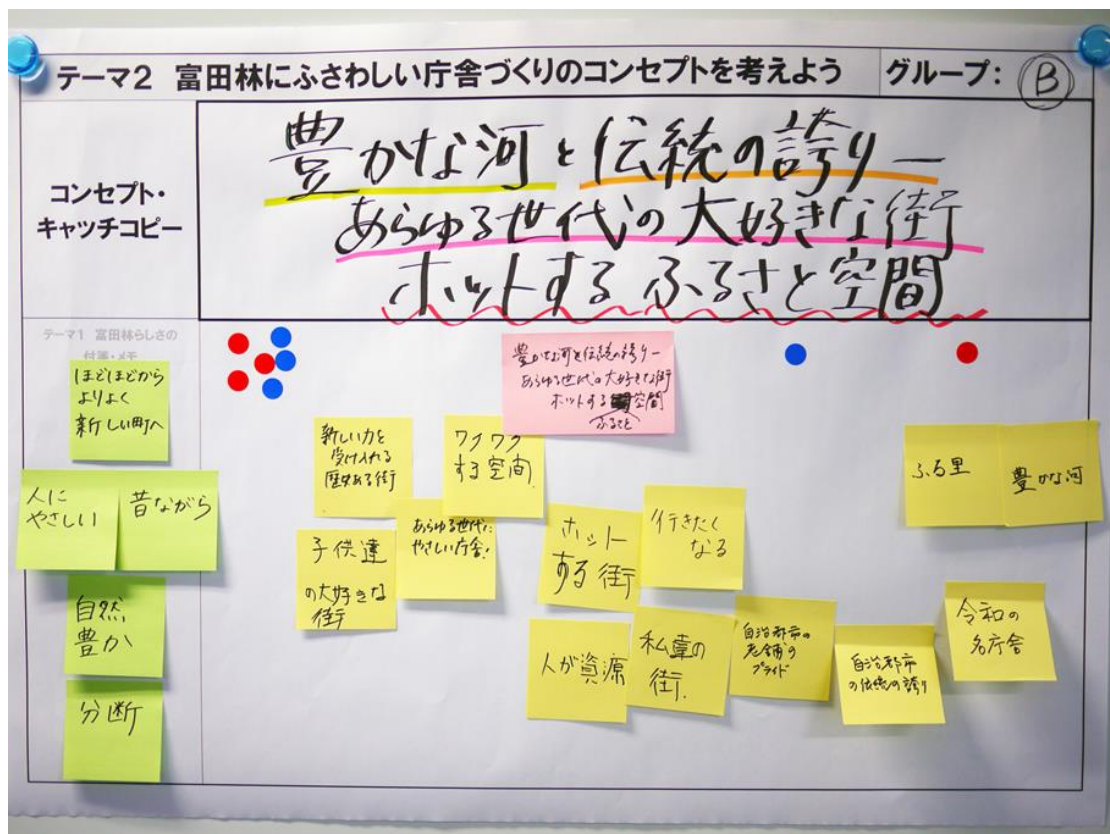 テーマ2 富田林にふさわしい庁舎づくりのコンセプトを考えよう グループ: B
コンセプト・
キャッチコピー
豊かな河と伝統の誇りー
あらゆる世代の大好きな街
ホットする ふるさと空間
テーマ1 富田林らしさの
付箋・メモ
ほどほどから
よりよく
新しい町へ
人に
やさしい
昔ながら
自然
豊か
分断
豊かな河と伝統の誇りー
あらゆる世代の大好きな街
ホットする 空間
ふるさと
新しい力を
受け入れる
歴史ある街
ワクワク
する空間
子供達
の大好きな
街
あらゆる世代に
やさしい庁舎!
ホット
する街
行きたく
なる
人が資源
私達の
街.
自治都市の
老舗の
プライド
自治都市
の伝統の誇り
令和の
名庁舎
ふる里
豊かな河